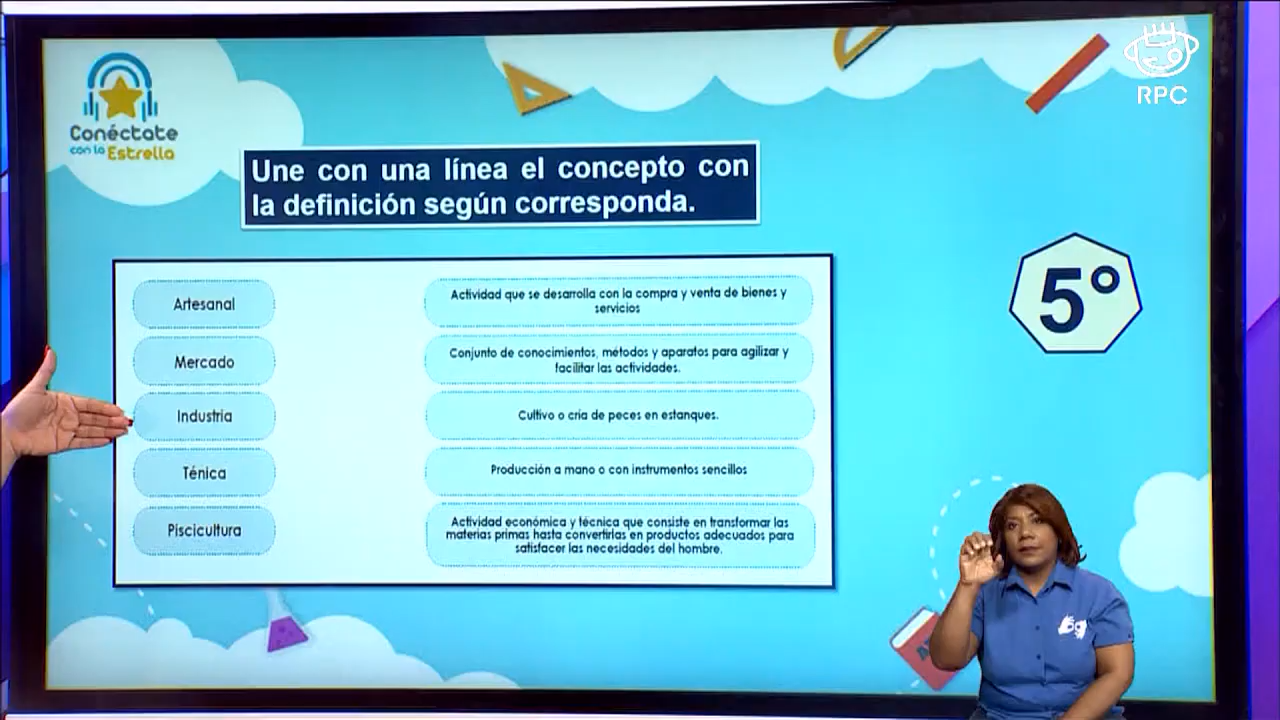 Conéctate
con la Estrella
RPC
Une con una línea el concepto con
la definición según corresponda.
5°
Artesanal
Mercado
Industria
Ténica
Piscicultura
Actividad que se desarrolla con la compra y venta de bienes y
servicios
Conjunto de conocimientos, métodos y aparatos para agilizar y
facilitar las actividades.
Cultivo o cría de peces en estanques.
Producción a mano o con instrumentos sencillos
Actividad económica y técnica que consiste en transformar las
materias primas hasta convertirlas en productos adecuados para
satisfacer las necesidades del hombre.